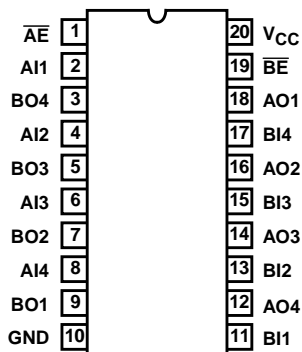 A̅E̅ 1 20 VCC
AI1 2 19 B̅E̅
BO4 3 18 AO1
AI2 4 17 BI4
BO3 5 16 AO2
AI3 6 15 BI3
BO2 7 14 AO3
AI4 8 13 BI2
BO1 9 12 AO4
GND 10 11 BI1